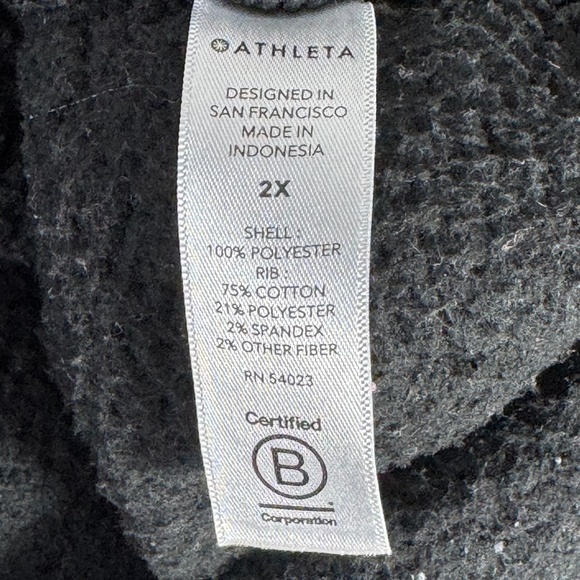 ATHLETA
DESIGNED IN
SAN FRANCISCO
MADE IN
INDONESIA
2X
SHELL :
100% POLYESTER
RIB :
75% COTTON
21% POLYESTER
2% SPANDEX
2% OTHER FIBER
RN 54023
Certified
B
Corporation